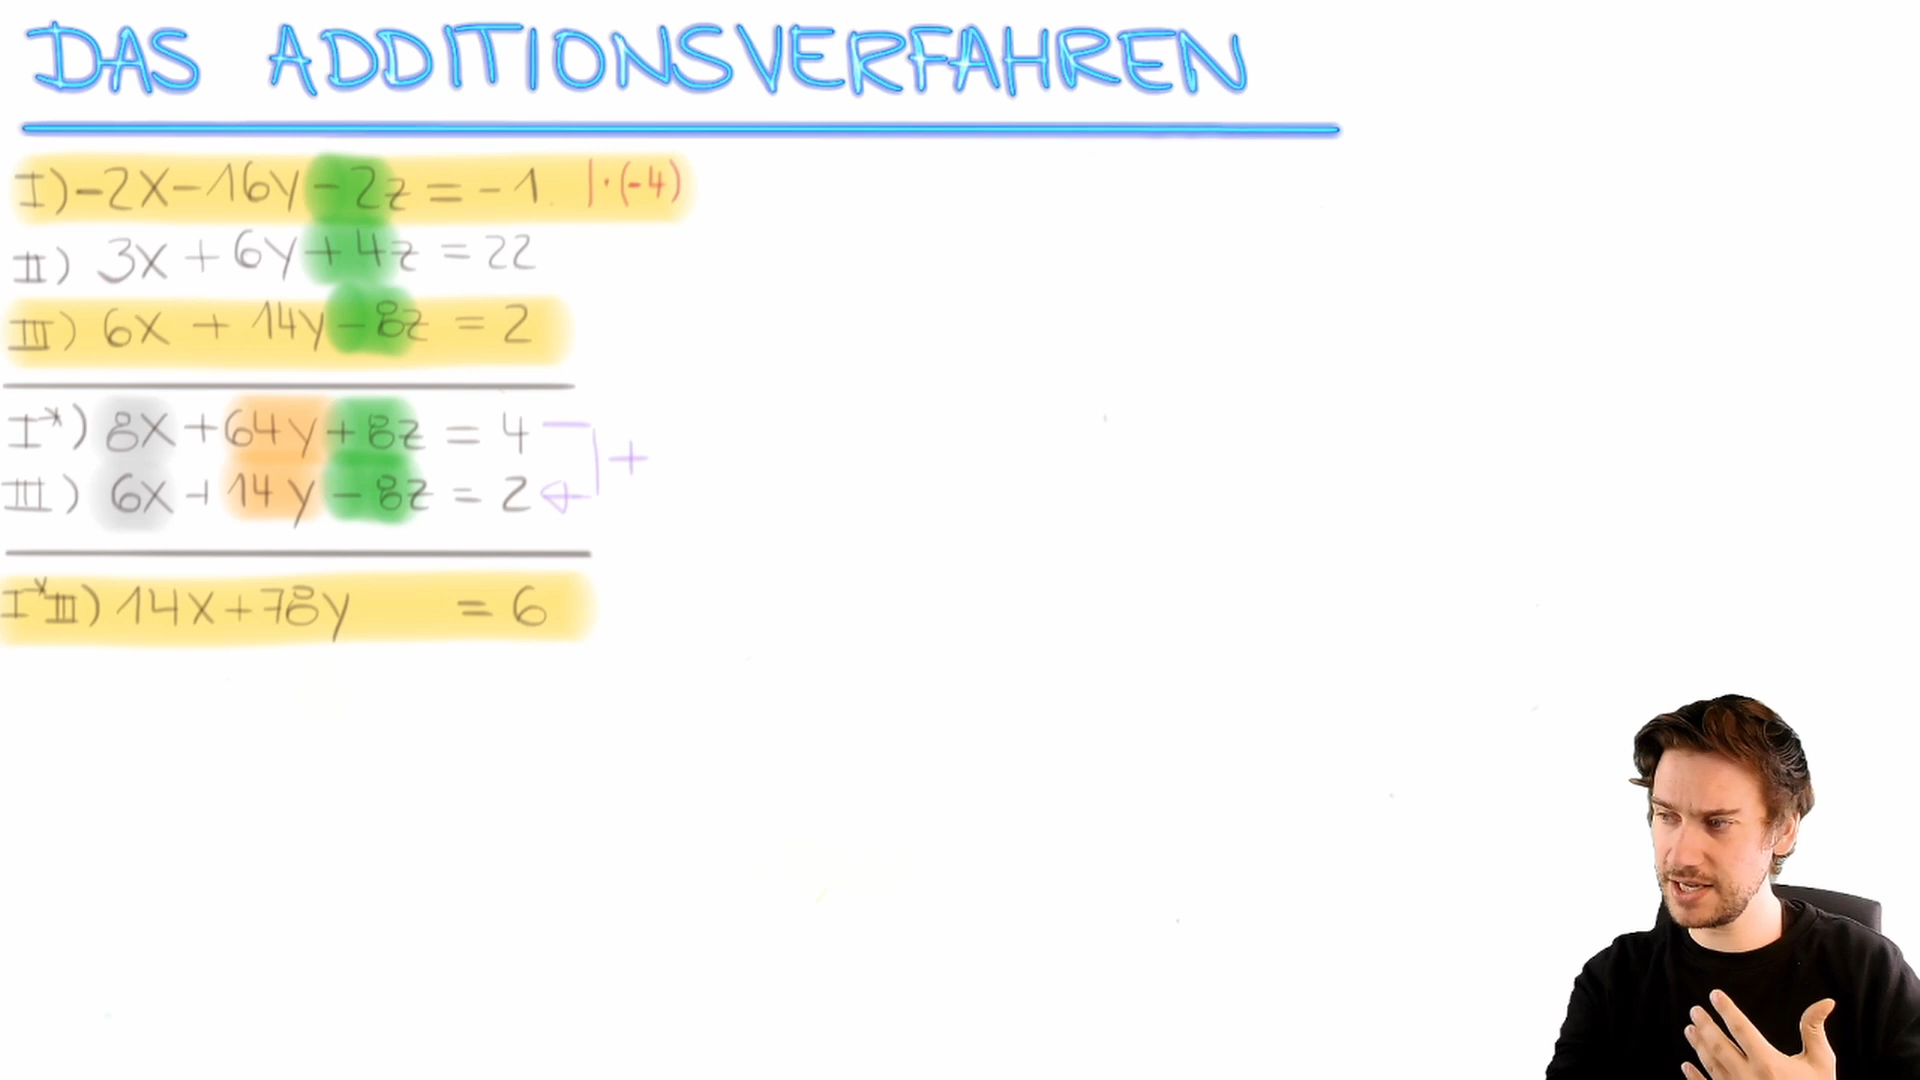 DAS ADDITIONSVERFAHREN
I) -2x - 16y - 2z = -1 | · (-4)
II) 3x + 6y + 4z = 22
III) 6x + 14y - 8z = 2
I*) 8x + 64y + 8z = 4
+
III) 6x + 14y - 8z = 2
I*III) 14x + 78y = 6